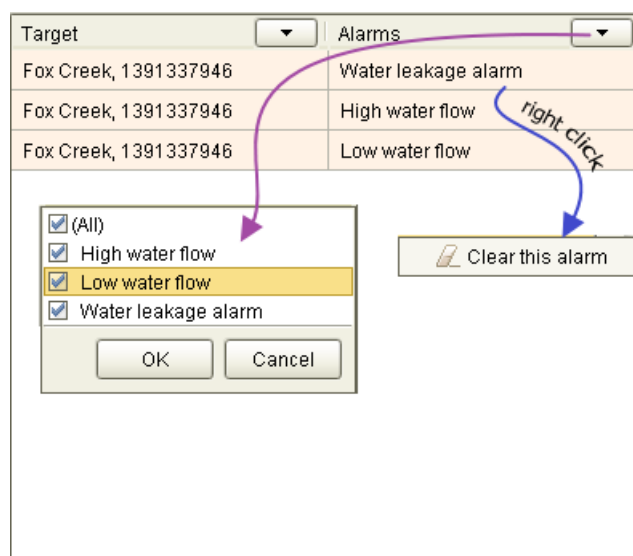 Target Alarms
Fox Creek, 1391337946 Water leakage alarm
Fox Creek, 1391337946 High water flow
Fox Creek, 1391337946 Low water flow
right click
(All)
High water flow
Low water flow
Water leakage alarm
OK Cancel
Clear this alarm